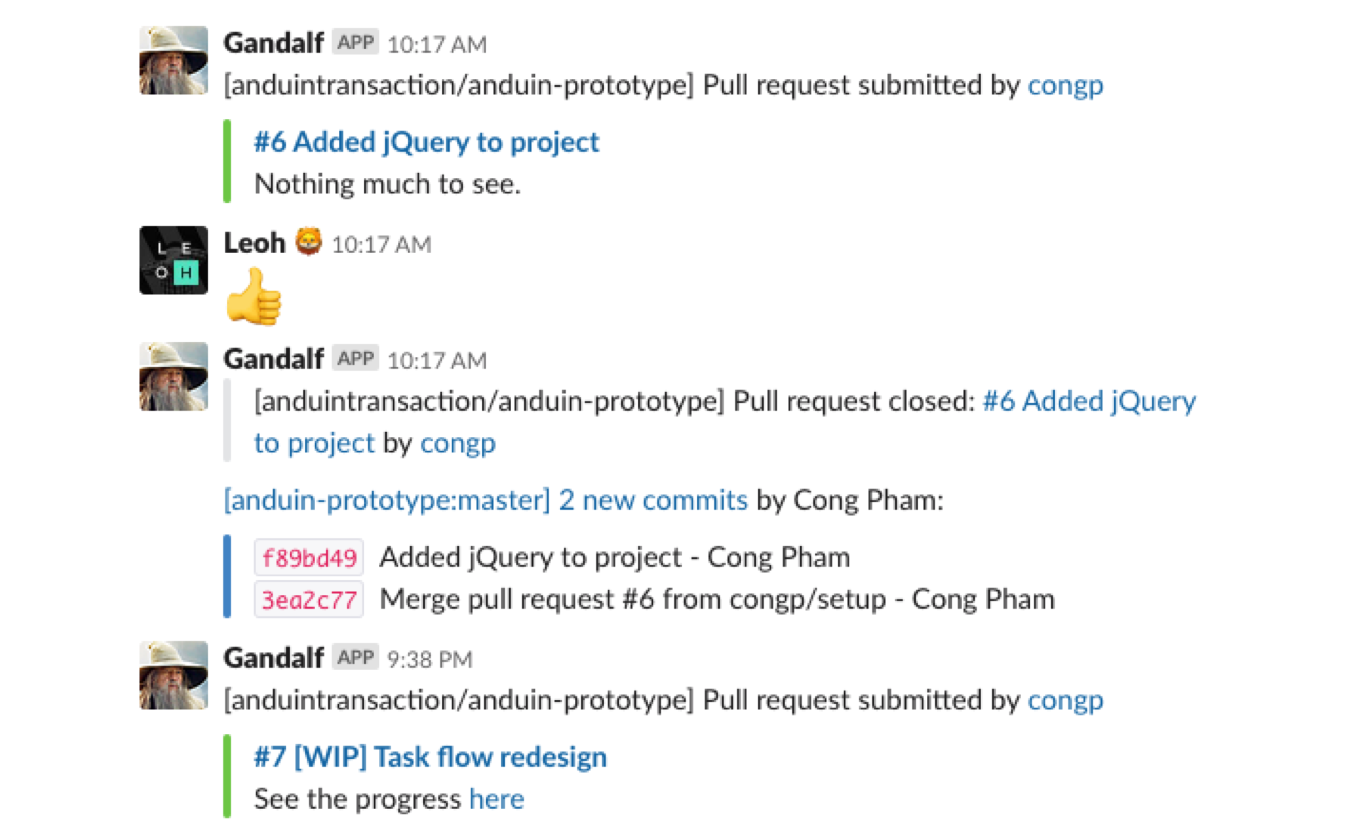 Gandalf APP 10:17 AM
[anduintransaction/anduin-prototype] Pull request submitted by congp
#6 Added jQuery to project
Nothing much to see.
L E
O H
Leoh 10:17 AM
Gandalf APP 10:17 AM
[anduintransaction/anduin-prototype] Pull request closed: #6 Added jQuery
to project by congp
[anduin-prototype:master] 2 new commits by Cong Pham:
f89bd49 Added jQuery to project - Cong Pham
3ea2c77 Merge pull request #6 from congp/setup - Cong Pham
Gandalf APP 9:38 PM
[anduintransaction/anduin-prototype] Pull request submitted by congp
#7 [WIP] Task flow redesign
See the progress here